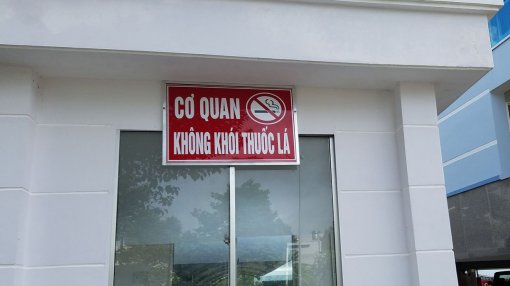 CƠ QUAN
KHÔNG KHÓI THUỐC LÁ